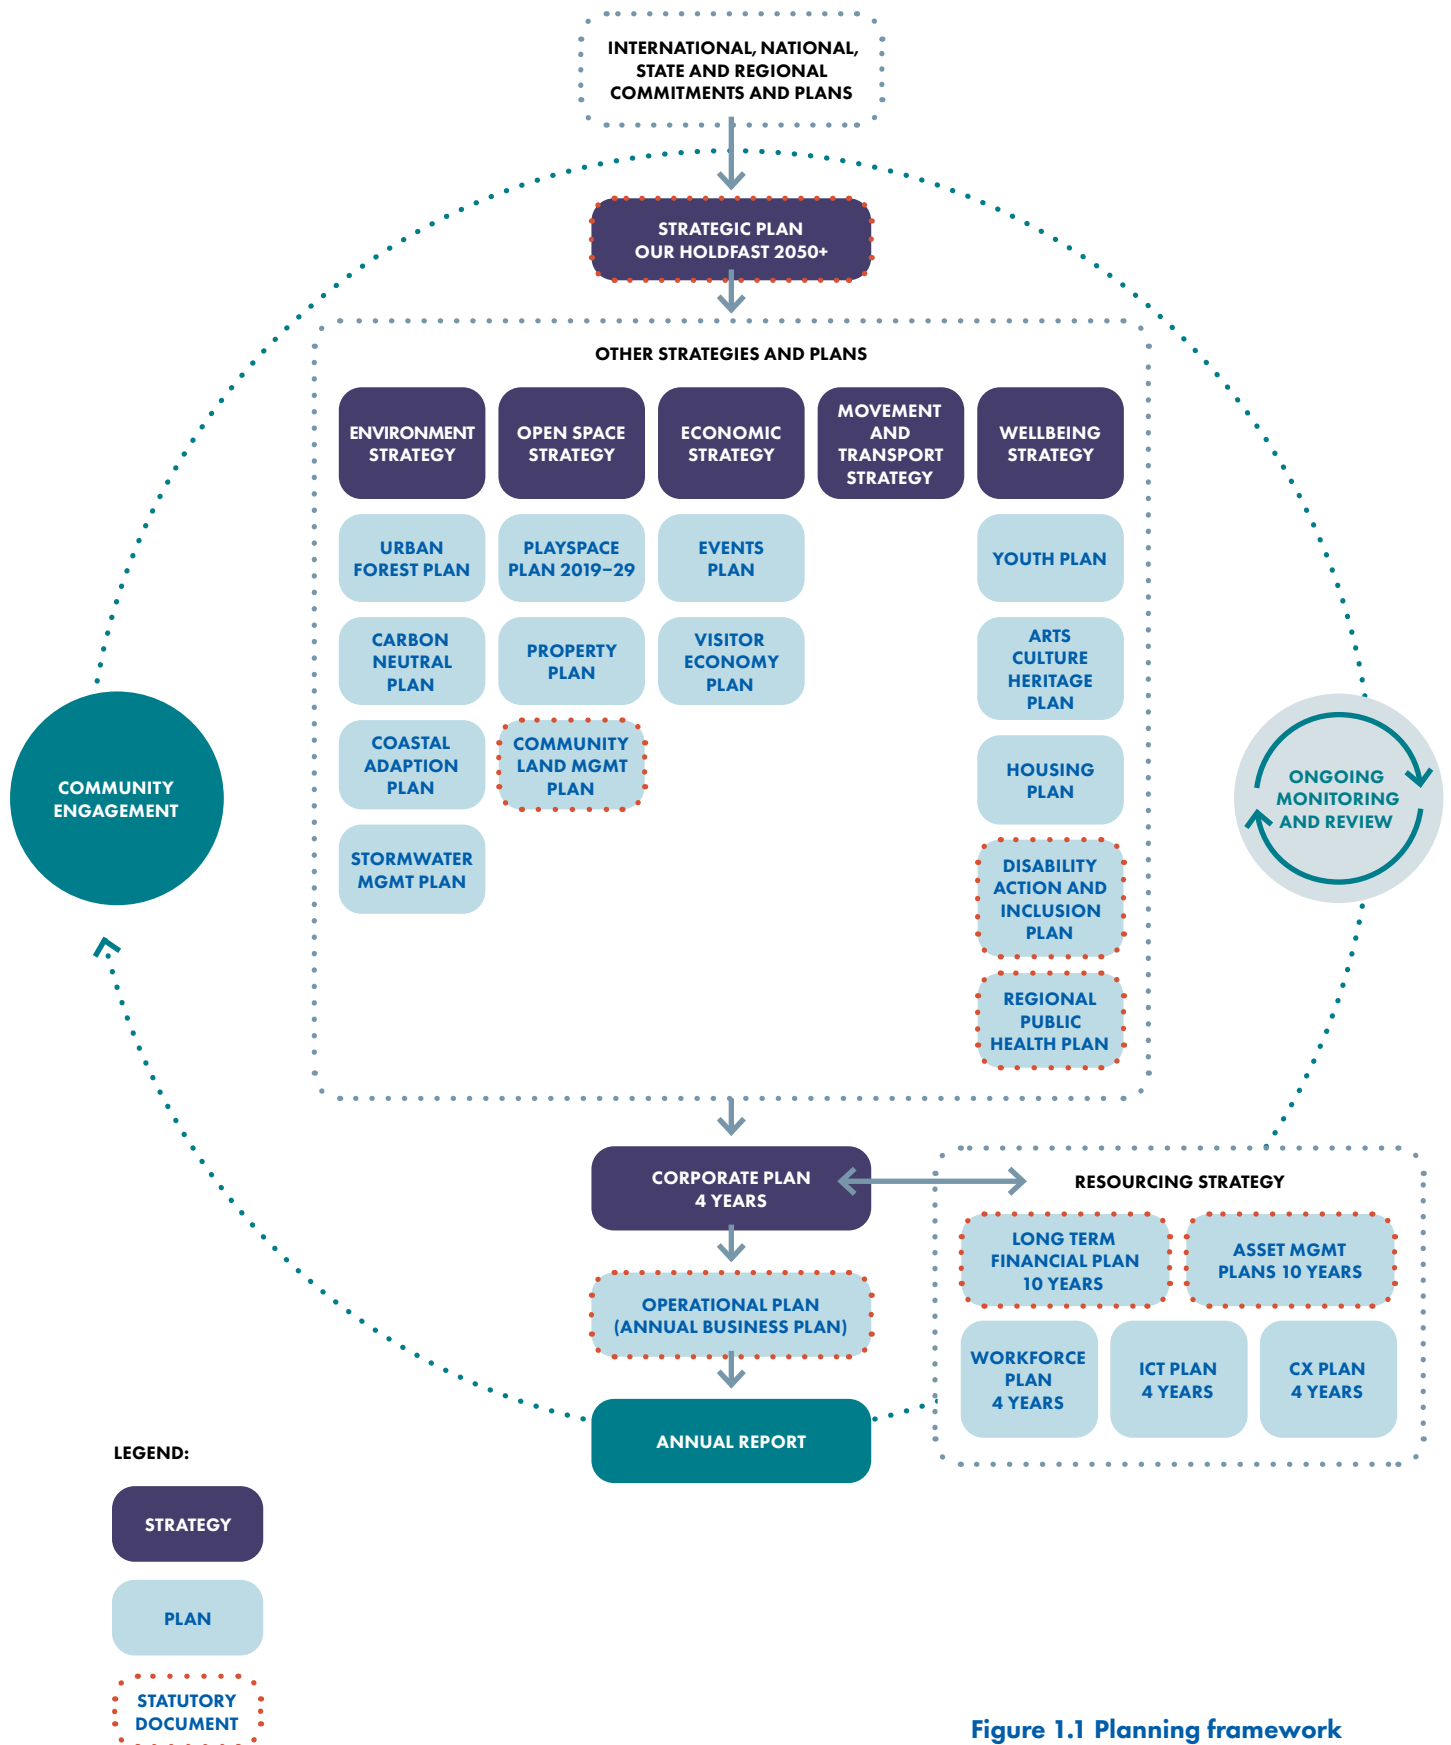 INTERNATIONAL, NATIONAL,
STATE AND REGIONAL
COMMITMENTS AND PLANS
STRATEGIC PLAN
OUR HOLDFAST 2050+
OTHER STRATEGIES AND PLANS
ENVIRONMENT
STRATEGY
OPEN SPACE
STRATEGY
ECONOMIC
STRATEGY
MOVEMENT
AND
TRANSPORT
STRATEGY
WELLBEING
STRATEGY
URBAN
FOREST PLAN
CARBON
NEUTRAL
PLAN
COASTAL
ADAPTION
PLAN
STORMWATER
MGMT PLAN
PLAYSPACE
PLAN 2019–29
PROPERTY
PLAN
COMMUNITY
LAND MGMT
PLAN
EVENTS
PLAN
VISITOR
ECONOMY
PLAN
YOUTH PLAN
ARTS
CULTURE
HERITAGE
PLAN
HOUSING
PLAN
DISABILITY
ACTION AND
INCLUSION
PLAN
REGIONAL
PUBLIC
HEALTH PLAN
COMMUNITY
ENGAGEMENT
ONGOING
MONITORING
AND REVIEW
CORPORATE PLAN
4 YEARS
OPERATIONAL PLAN
(ANNUAL BUSINESS PLAN)
ANNUAL REPORT
RESOURCING STRATEGY
LONG TERM
FINANCIAL PLAN
10 YEARS
ASSET MGMT
PLANS 10 YEARS
WORKFORCE
PLAN
4 YEARS
ICT PLAN
4 YEARS
CX PLAN
4 YEARS
LEGEND:
STRATEGY
PLAN
STATUTORY
DOCUMENT
Figure 1.1 Planning framework